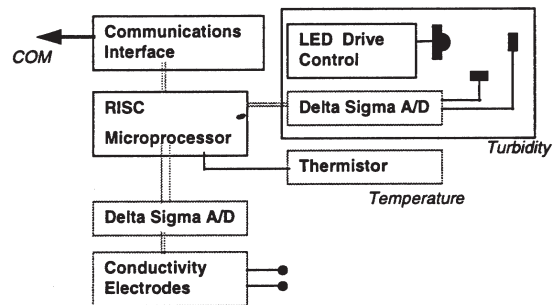 Communications
Interface
COM
LED Drive
Control
RISC
Microprocessor
Delta Sigma A/D
Turbidity
Thermistor
Temperature
Delta Sigma A/D
Conductivity
Electrodes